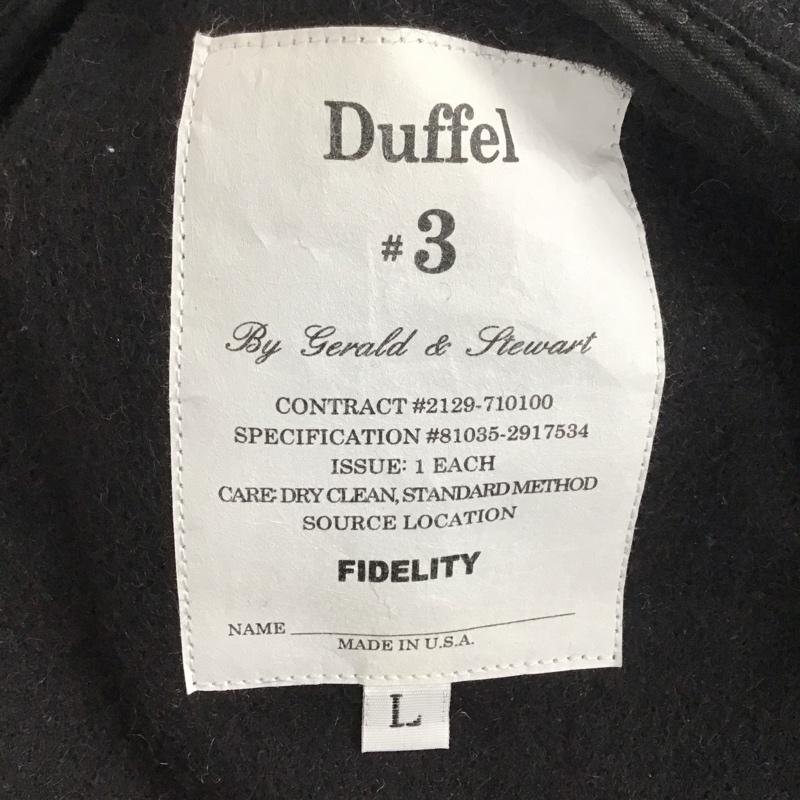 Duffel
#3
By Gerald & Stewart
CONTRACT #2129-710100
SPECIFICATION #81035-2917534
ISSUE: 1 EACH
CARE: DRY CLEAN, STANDARD METHOD
SOURCE LOCATION
FIDELITY
NAME
MADE IN U.S.A.
L